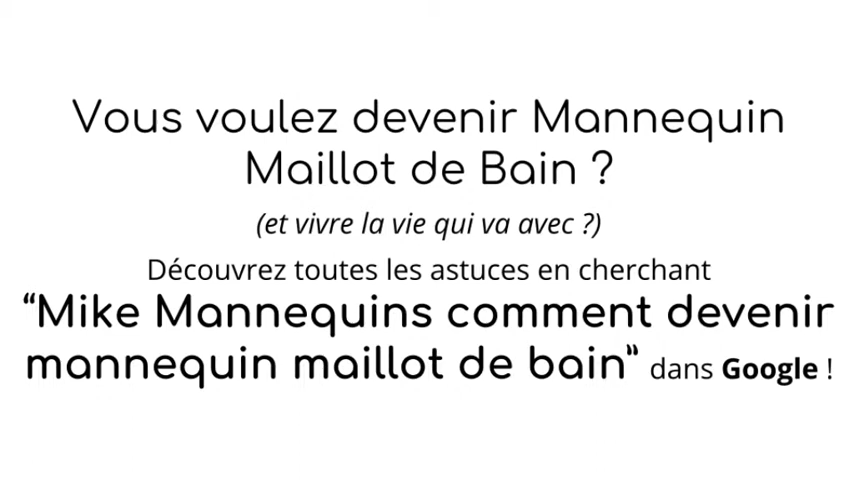 Vous voulez devenir Mannequin
Maillot de Bain ?
(et vivre la vie qui va avec ?)
Découvrez toutes les astuces en cherchant
“Mike Mannequins comment devenir
mannequin maillot de bain” dans Google !